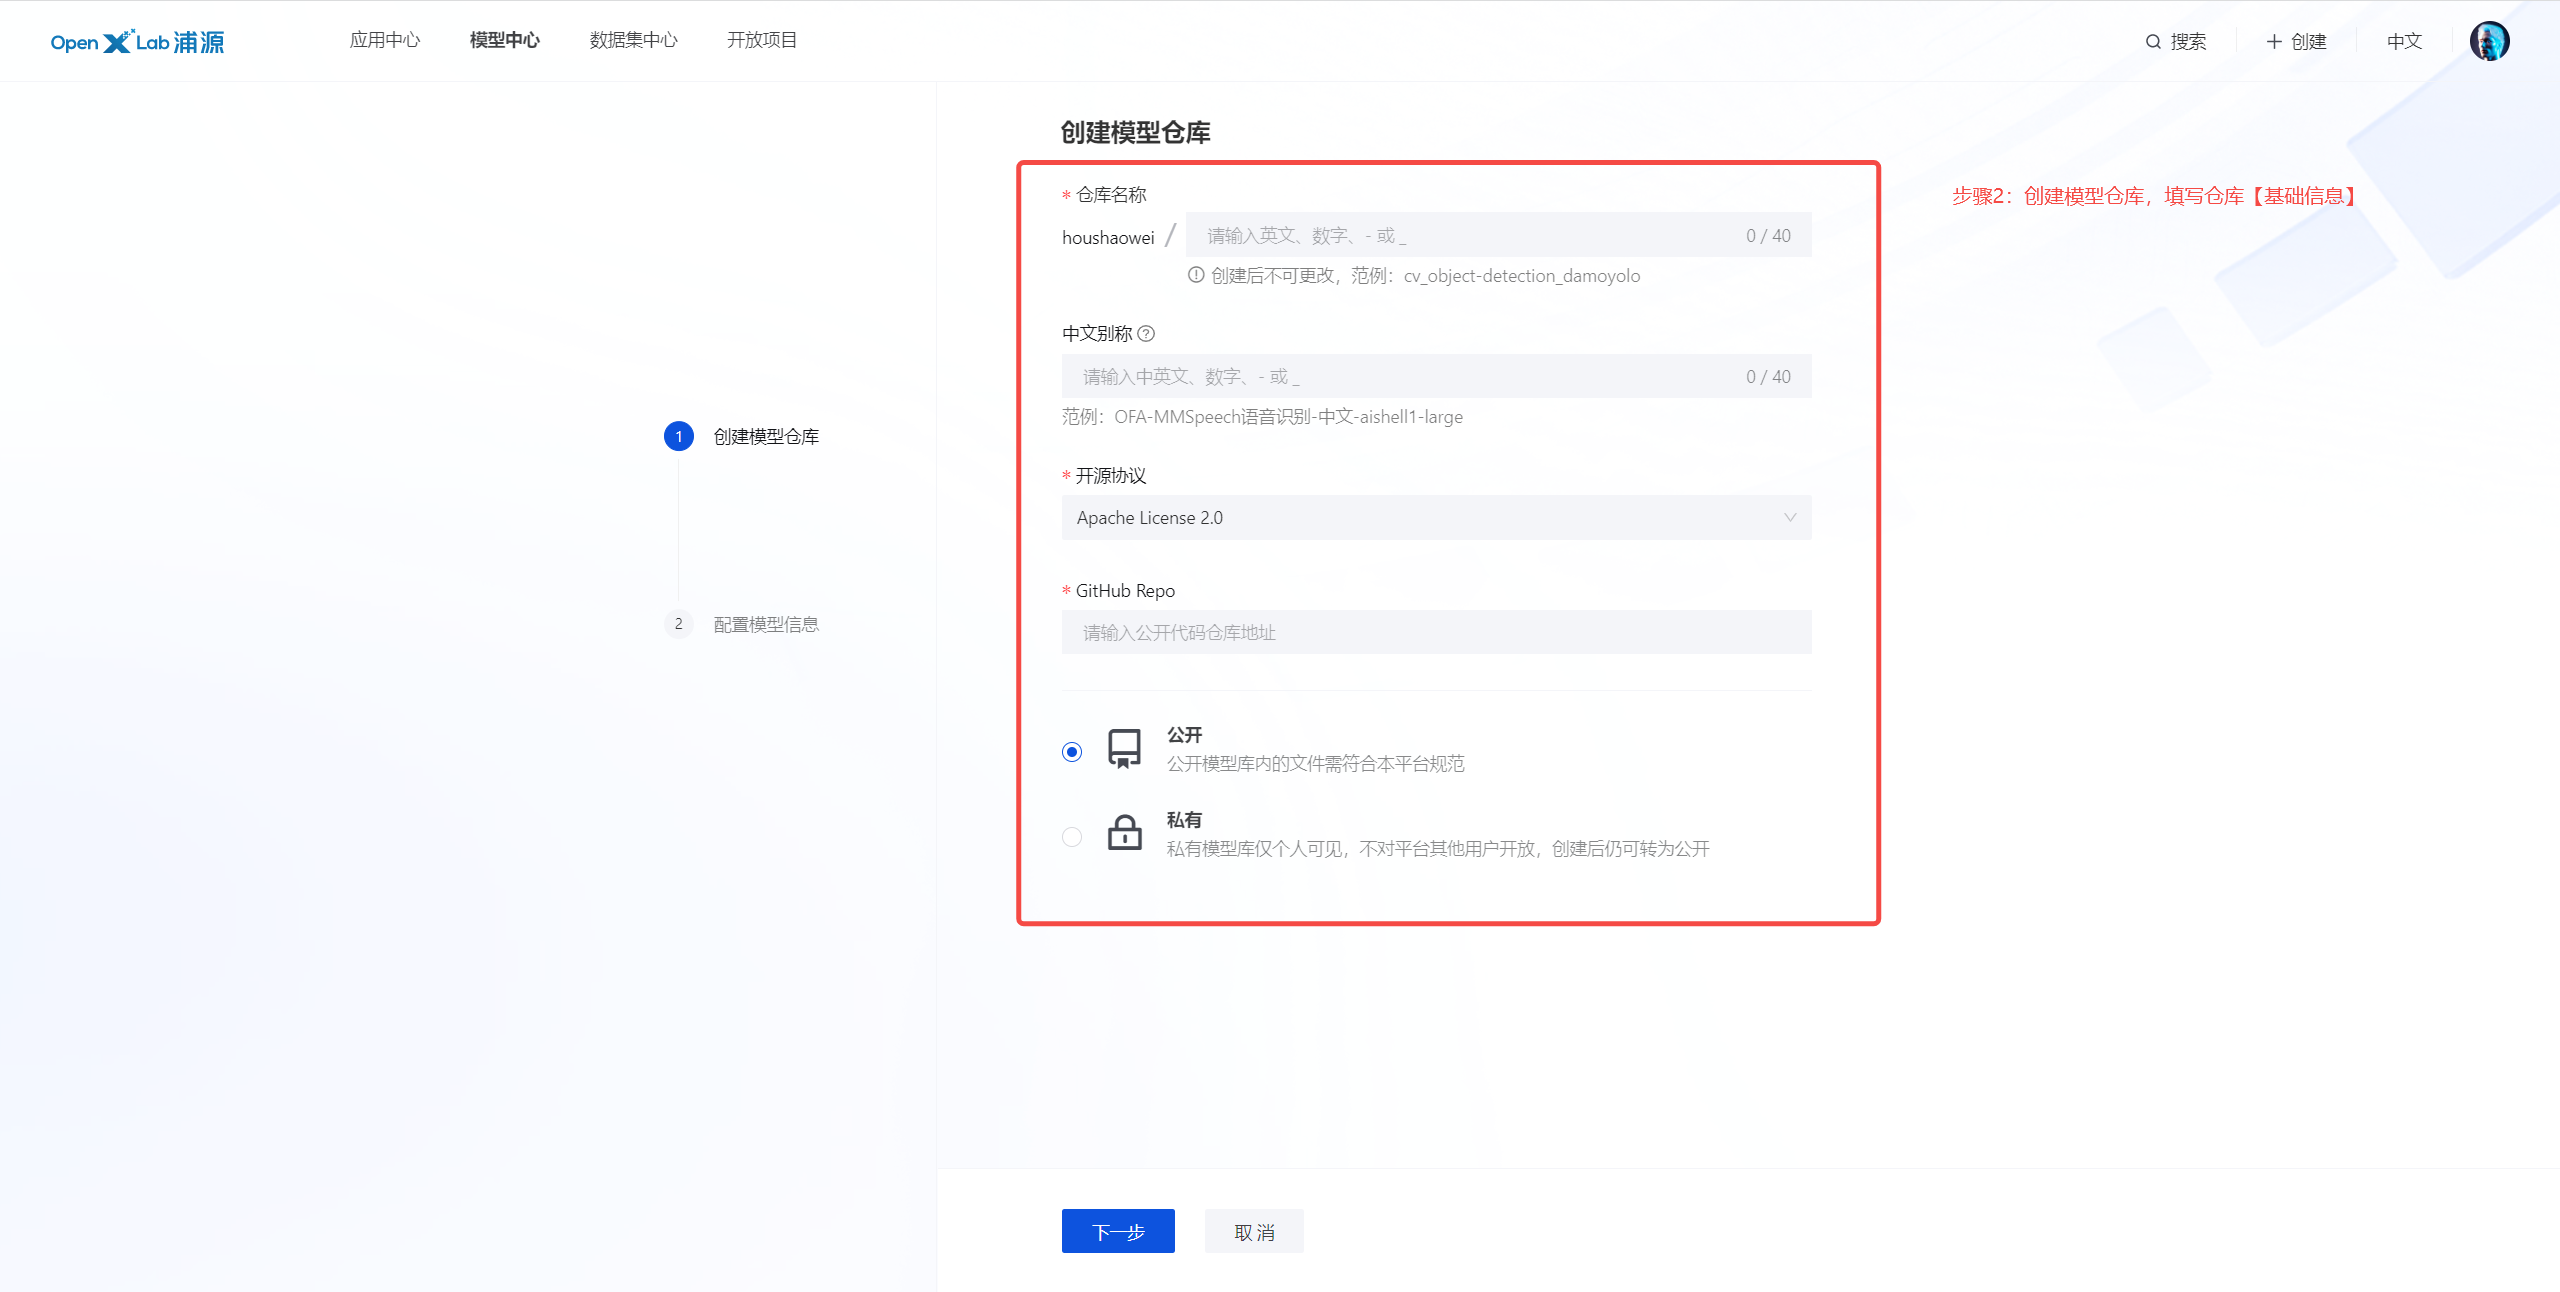 OpenXLab浦源
应用中心
模型中心
数据集中心
开放项目
搜索
创建
中文
创建模型仓库
步骤2：创建模型仓库，填写仓库【基础信息】
* 仓库名称
houshaowei / 请输入英文、数字、- 或 _ 0 / 40
创建后不可更改，范例：cv_object-detection_damoyolo
中文别称
请输入中英文、数字、- 或 _ 0 / 40
范例：OFA-MMSpeech语音识别-中文-aishell1-large
1 创建模型仓库
* 开源协议
Apache License 2.0
* GitHub Repo
请输入公开代码仓库地址
2 配置模型信息
公开
公开模型库内的文件需符合本平台规范
私有
私有模型库仅个人可见，不对平台其他用户开放，创建后仍可转为公开
下一步
取 消